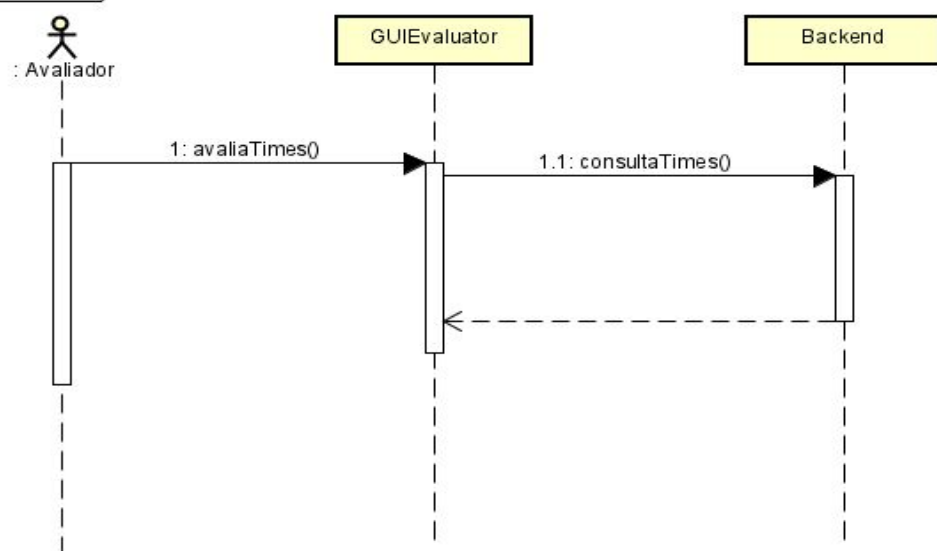 : Avaliador
GUIEvaluator
Backend
1: avaliaTimes()
1.1: consultaTimes()